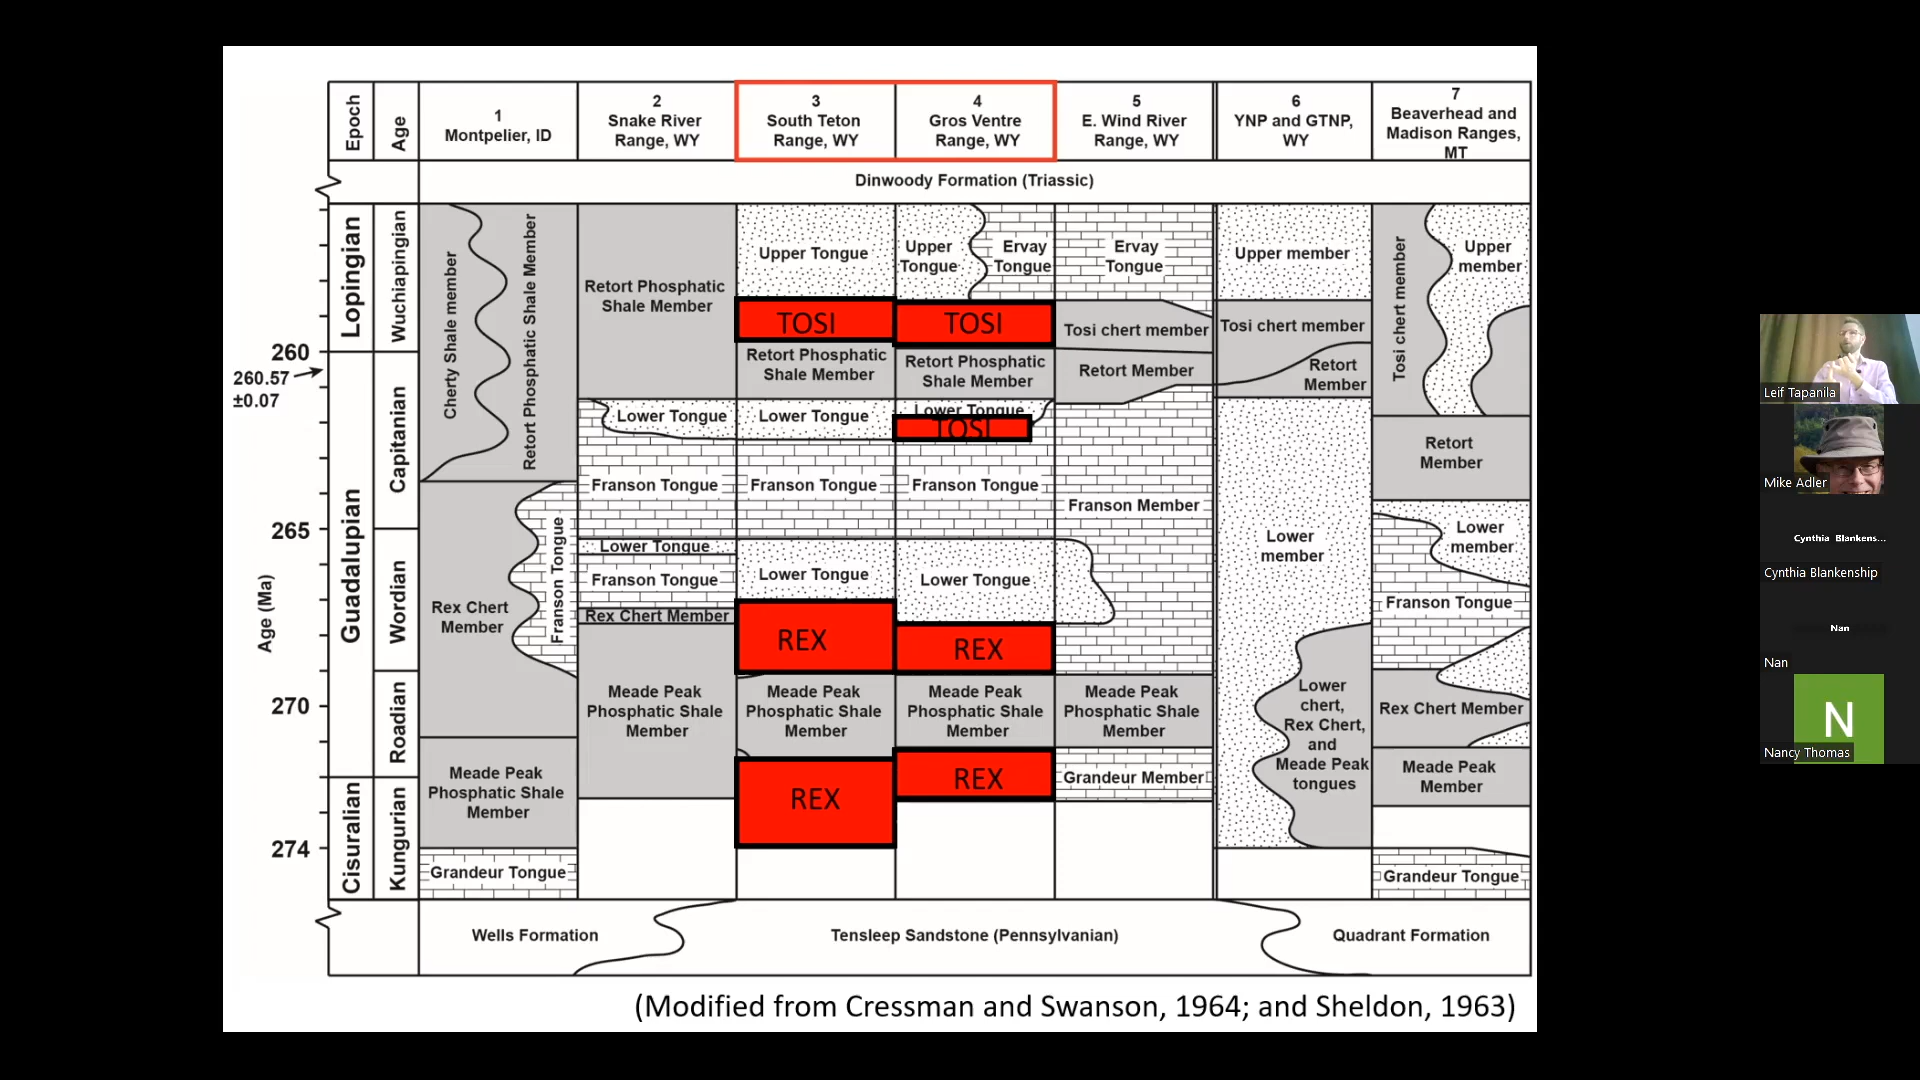 Epoch
Age
1
Montpelier, ID
2
Snake River
Range, WY
3
South Teton
Range, WY
4
Gros Ventre
Range, WY
5
E. Wind River
Range, WY
6
YNP and GTNP,
WY
7
Beaverhead and
Madison Ranges,
MT
Dinwoody Formation (Triassic)
Age (Ma)
260
260.57
±0.07
265
270
274
Lopingian
Guadalupian
Cisuralian
Wuchiapingian
Capitanian
Wordian
Roadian
Kungurian
Cherty Shale member
Retort Phosphatic Shale Member
Rex Chert
Member
Franson Tongue
Meade Peak
Phosphatic Shale
Member
Grandeur Tongue
Retort Phosphatic
Shale Member
Lower Tongue
Franson Tongue
Lower Tongue
Franson Tongue
Rex Chert Member
Meade Peak
Phosphatic Shale
Member
Upper Tongue
TOSI
Retort Phosphatic
Shale Member
Lower Tongue
Franson Tongue
Lower Tongue
REX
Meade Peak
Phosphatic Shale
Member
REX
Upper
Tongue
Ervay
Tongue
TOSI
Retort Phosphatic
Shale Member
Lower Tongue
TOSI
Franson Tongue
Lower Tongue
REX
Meade Peak
Phosphatic Shale
Member
REX
Ervay
Tongue
Tosi chert member
Retort Member
Franson Member
Meade Peak
Phosphatic Shale
Member
Grandeur Member
Upper member
Tosi chert member
Retort
Member
Lower
member
Lower
chert,
Rex Chert,
and
Meade Peak
tongues
Tosi chert member
Upper
member
Retort
Member
Lower
member
Franson Tongue
Rex Chert Member
Meade Peak
Member
Grandeur Tongue
Wells Formation
Tensleep Sandstone (Pennsylvanian)
Quadrant Formation
(Modified from Cressman and Swanson, 1964; and Sheldon, 1963)
Leif Tapanila
Mike Adler
Cynthia Blankens...
Cynthia Blankenship
Nan
Nan
N
Nancy Thomas